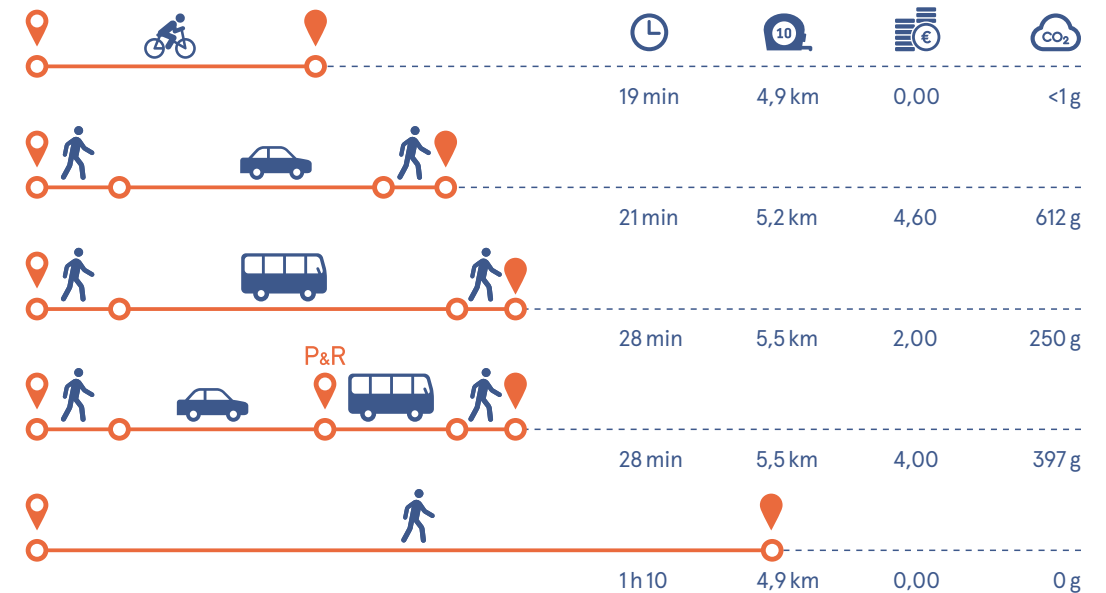 10 € CO₂
19 min 4,9 km 0,00 <1 g
21 min 5,2 km 4,60 612 g
28 min 5,5 km 2,00 250 g
P&R
28 min 5,5 km 4,00 397 g
1 h 10 4,9 km 0,00 0 g